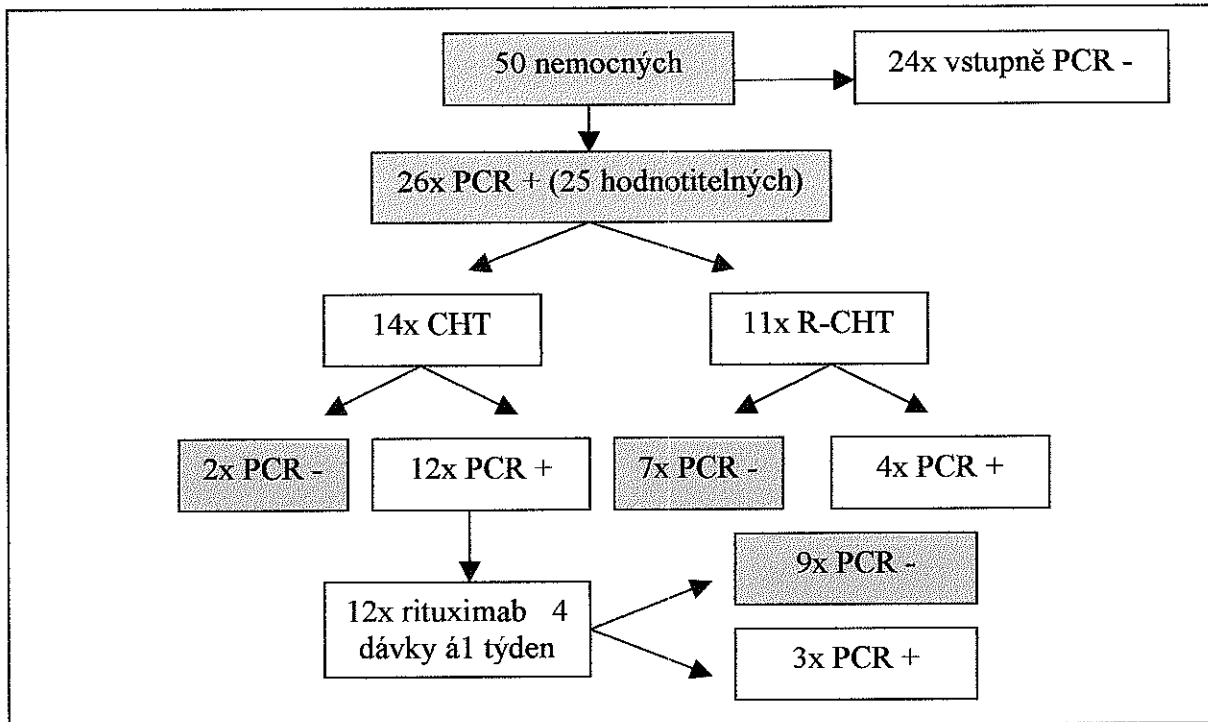 50 nemocných
24x vstupně PCR -
26x PCR + (25 hodnotitelných)
14x CHT
11x R-CHT
2x PCR -
12x PCR +
7x PCR -
4x PCR +
9x PCR -
12x rituximab 4
dávky á1 týden
3x PCR +